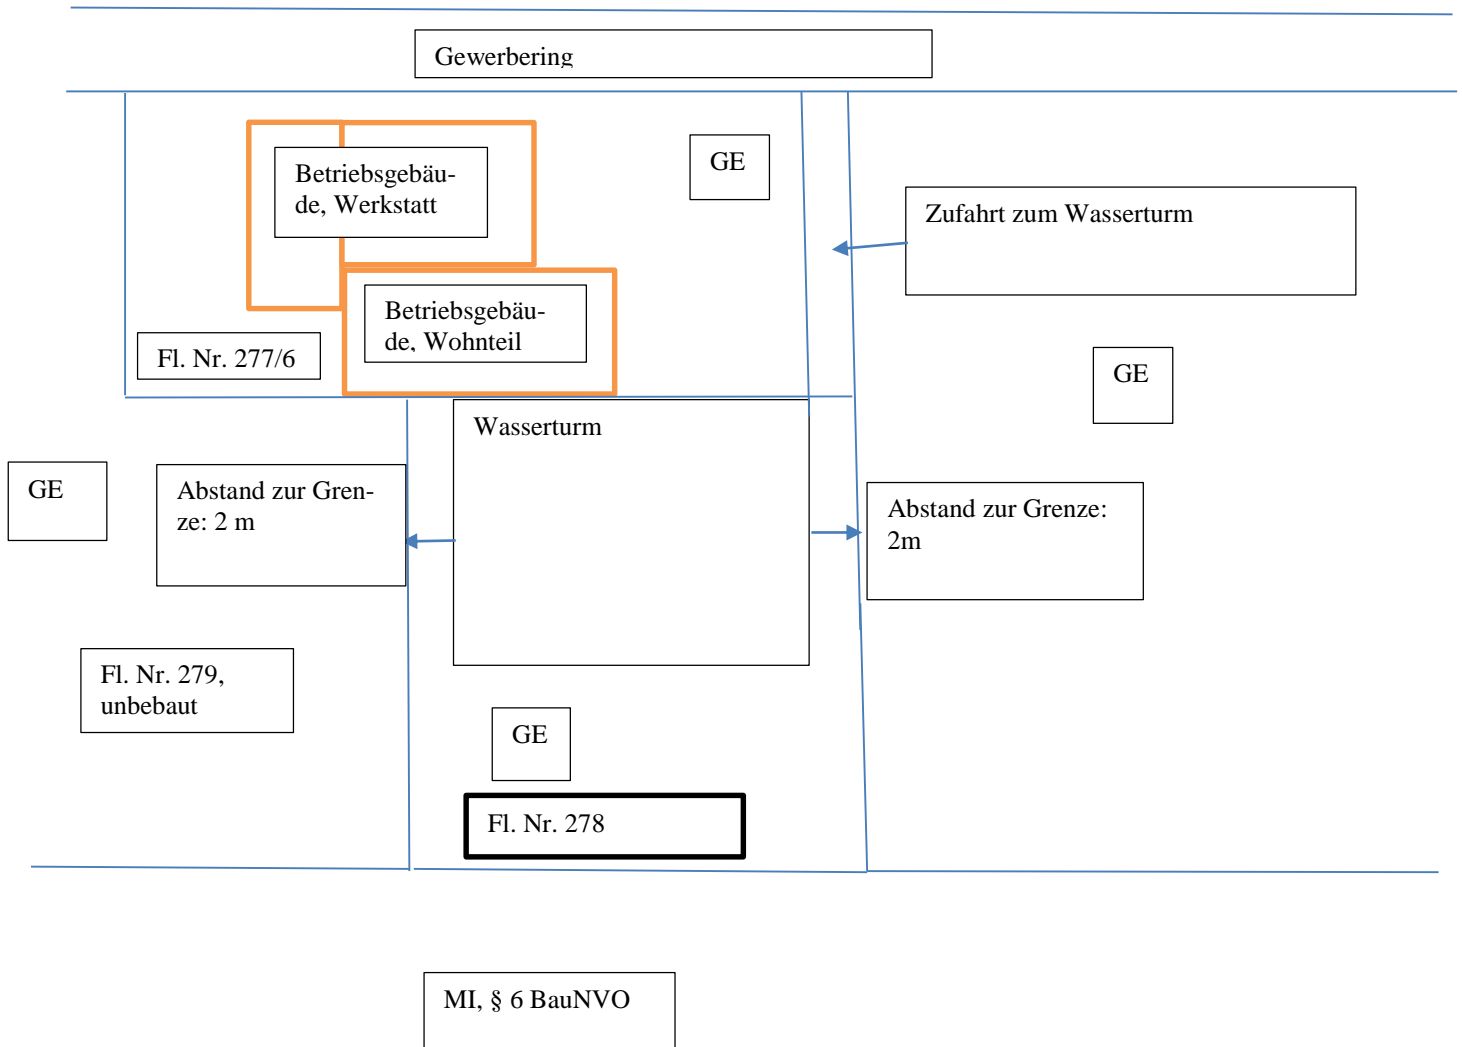 Gewerbering
Betriebsgebäu-
de, Werkstatt
GE
Zufahrt zum Wasserturm
Betriebsgebäu-
de, Wohnteil
Fl. Nr. 277/6
GE
Wasserturm
GE
Abstand zur Gren-
ze: 2 m
Abstand zur Grenze:
2m
Fl. Nr. 279,
unbebaut
GE
Fl. Nr. 278
MI, § 6 BauNVO